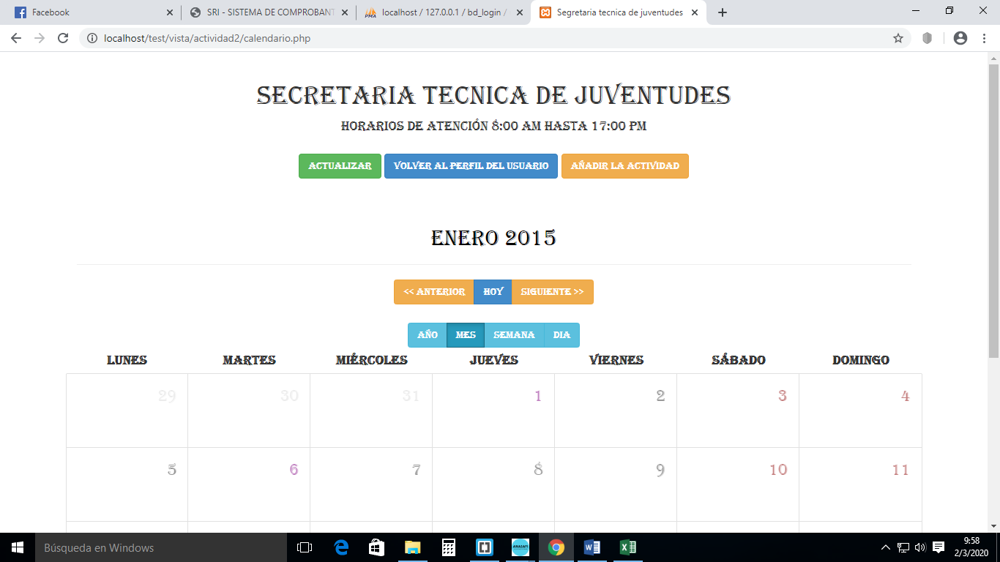 Facebook
SRI - SISTEMA DE COMPROBANT
localhost / 127.0.0.1 / bd_login /
Segretaria tecnica de juventudes
localhost/test/vista/actividad2/calendario.php
SECRETARIA TECNICA DE JUVENTUDES
HORARIOS DE ATENCIÓN 8:00 AM HASTA 17:00 PM
ACTUALIZAR VOLVER AL PERFIL DEL USUARIO AÑADIR LA ACTIVIDAD
ENERO 2015
<< ANTERIOR HOY SIGUIENTE >>
AÑO MES SEMANA DIA
LUNES MARTES MIÉRCOLES JUEVES VIERNES SÁBADO DOMINGO
29 30 31 1 2 3 4
5 6 7 8 9 10 11
Búsqueda en Windows
ANASATI
9:58
2/3/2020